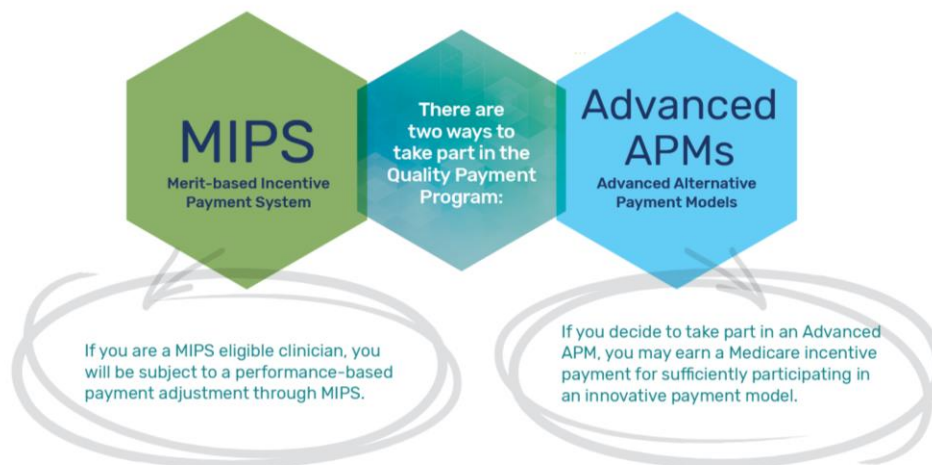 MIPS
Merit-based Incentive
Payment System
There are
two ways to
take part in the
Quality Payment
Program:
Advanced
APMs
Advanced Alternative
Payment Models
If you are a MIPS eligible clinician, you
will be subject to a performance-based
payment adjustment through MIPS.
If you decide to take part in an Advanced
APM, you may earn a Medicare incentive
payment for sufficiently participating in
an innovative payment model.